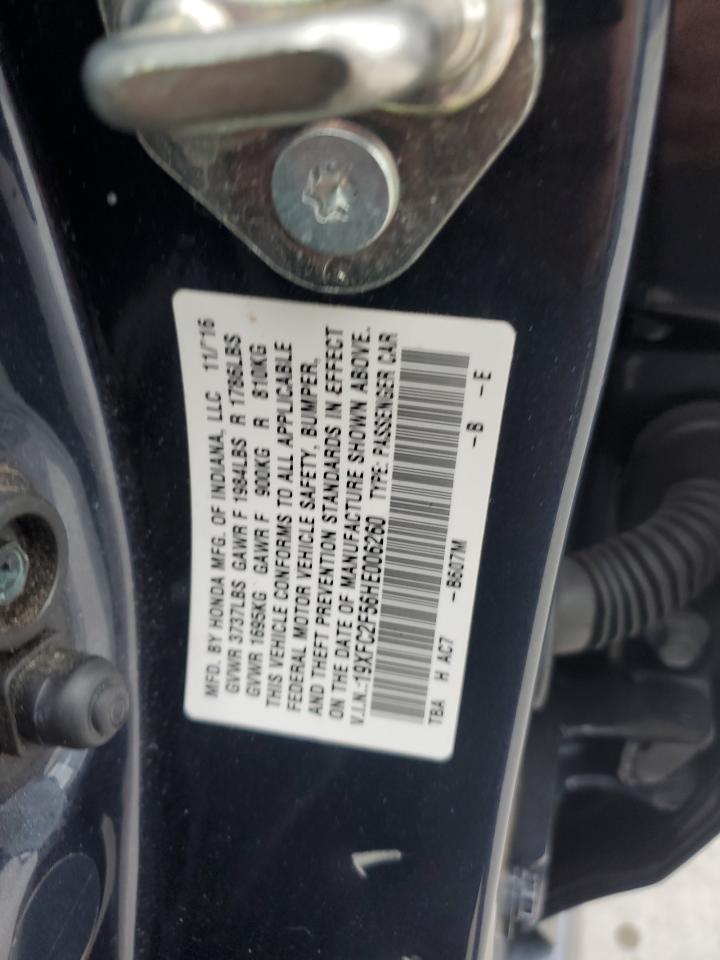 MFD. BY HONDA MFG. OF INDIANA, LLC 11/'16
GVWR 3737LBS GAWR F 1984LBS R 1786LBS
GVWR 1695KG GAWR F 900KG R 810KG
THIS VEHICLE CONFORMS TO ALL APPLICABLE
FEDERAL MOTOR VEHICLE SAFETY, BUMPER,
AND THEFT PREVENTION STANDARDS IN EFFECT
ON THE DATE OF MANUFACTURE SHOWN ABOVE.
V.I.N.:19XFC2F56HE006260 TYPE: PASSENGER CAR
TBA H AC7 -B607M -B -E